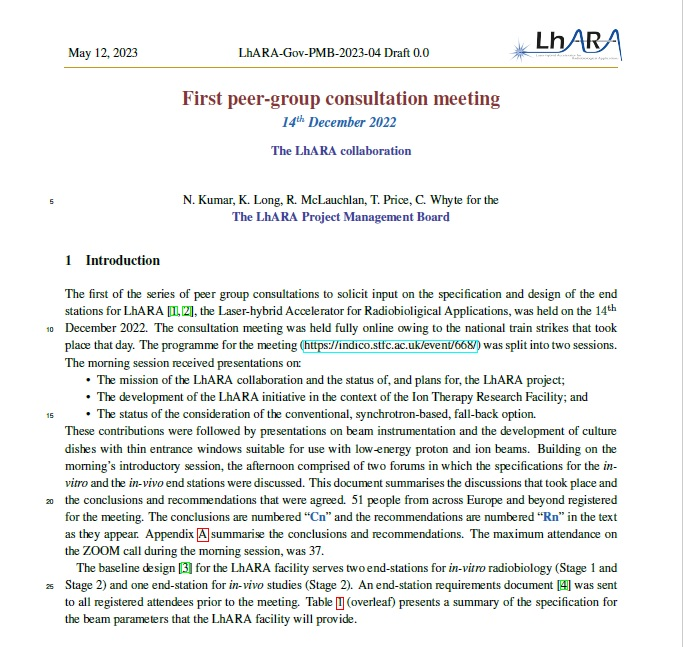 May 12, 2023 LhARA-Gov-PMB-2023-04 Draft 0.0 LhARA
First peer-group consultation meeting
14th December 2022
The LhARA collaboration
5 N. Kumar, K. Long, R. McLauchlan, T. Price, C. Whyte for the
The LhARA Project Management Board
1 Introduction
The first of the series of peer group consultations to solicit input on the specification and design of the end
stations for LhARA [1, 2], the Laser-hybrid Accelerator for Radiobioligical Applications, was held on the 14th
10 December 2022. The consultation meeting was held fully online owing to the national train strikes that took
place that day. The programme for the meeting (https://indico.stfc.ac.uk/event/668/) was split into two sessions.
The morning session received presentations on:
• The mission of the LhARA collaboration and the status of, and plans for, the LhARA project;
• The development of the LhARA initiative in the context of the Ion Therapy Research Facility; and
15 • The status of the consideration of the conventional, synchrotron-based, fall-back option.
These contributions were followed by presentations on beam instrumentation and the development of culture
dishes with thin entrance windows suitable for use with low-energy proton and ion beams. Building on the
morning's introductory session, the afternoon comprised of two forums in which the specifications for the in-
vitro and the in-vivo end stations were discussed. This document summarises the discussions that took place and
20 the conclusions and recommendations that were agreed. 51 people from across Europe and beyond registered
for the meeting. The conclusions are numbered “Cn” and the recommendations are numbered “Rn” in the text
as they appear. Appendix A summarise the conclusions and recommendations. The maximum attendance on
the ZOOM call during the morning session, was 37.
The baseline design [3] for the LhARA facility serves two end-stations for in-vitro radiobiology (Stage 1 and
25 Stage 2) and one end-station for in-vivo studies (Stage 2). An end-station requirements document [4] was sent
to all registered attendees prior to the meeting. Table 1 (overleaf) presents a summary of the specification for
the beam parameters that the LhARA facility will provide.